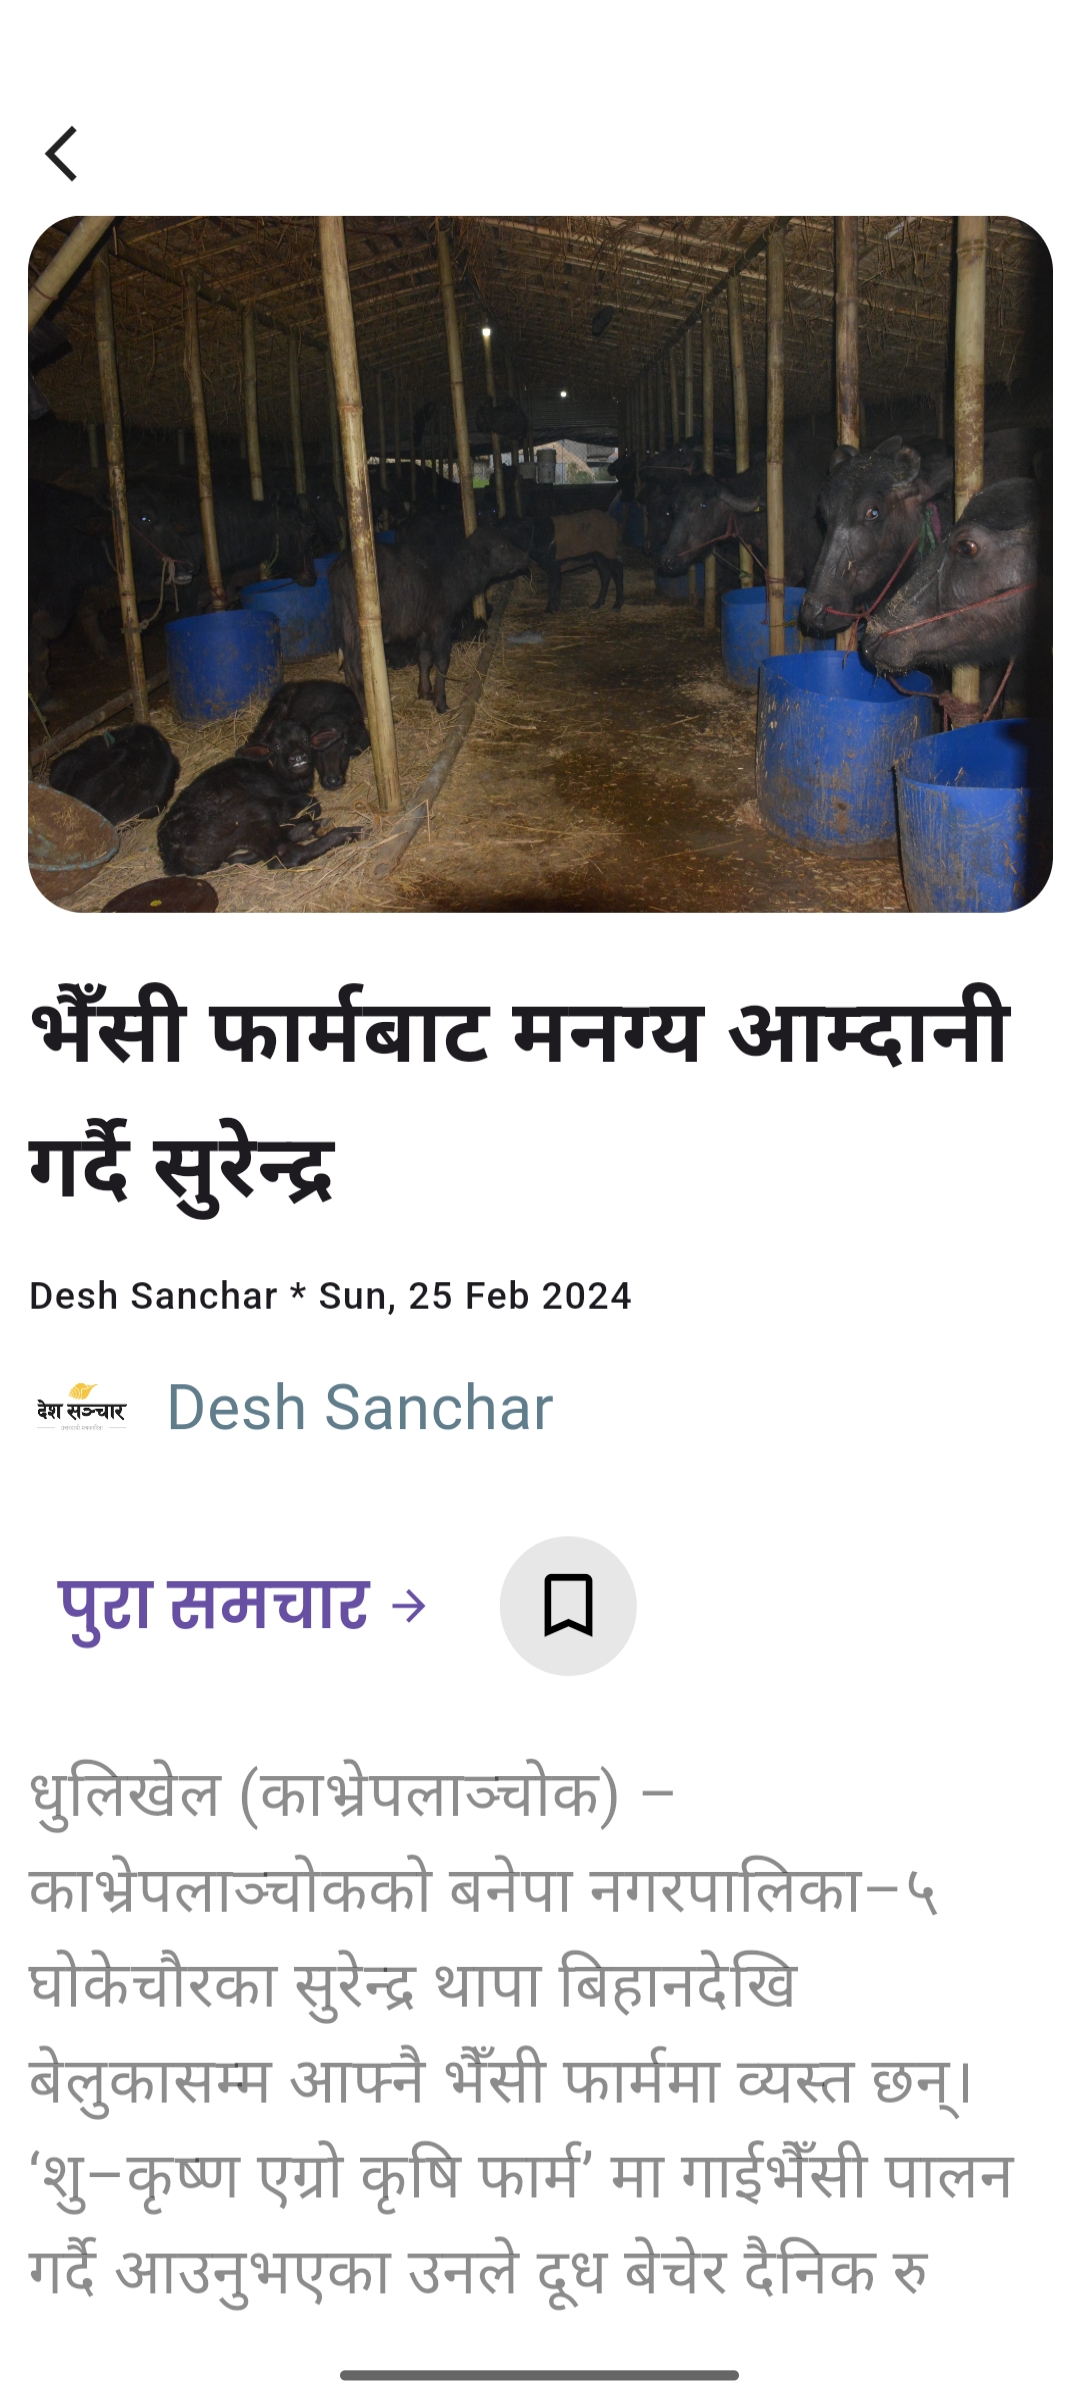 भैँसी फार्मबाट मनग्य आम्दानी
गर्दै सुरेन्द्र
Desh Sanchar * Sun, 25 Feb 2024
देश सञ्चार
Desh Sanchar
पुरा समचार →
धुलिखेल (काभ्रेपलाञ्चोक) –
काभ्रेपलाञ्चोकको बनेपा नगरपालिका–५
घोकेचौरका सुरेन्द्र थापा बिहानदेखि
बेलुकासम्म आफ्नै भैँसी फार्ममा व्यस्त छन्।
‘शु–कृष्ण एग्रो कृषि फार्म’ मा गाईभैँसी पालन
गर्दै आउनुभएका उनले दूध बेचेर दैनिक रु